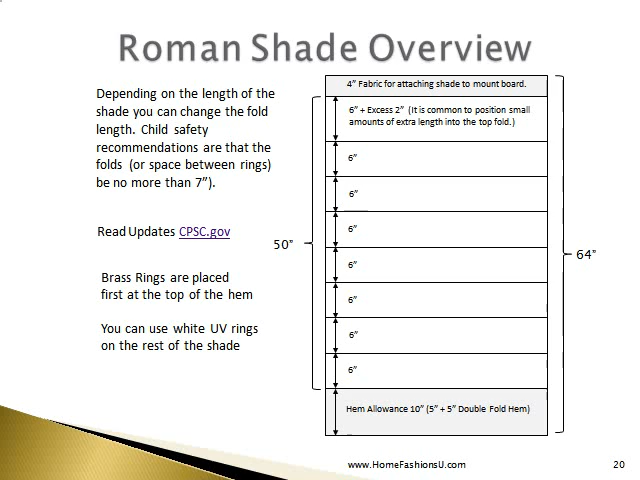 Roman Shade Overview
Depending on the length of the
shade you can change the fold
length. Child safety
recommendations are that the
folds (or space between rings)
be no more than 7”).
Read Updates CPSC.gov
Brass Rings are placed
first at the top of the hem
You can use white UV rings
on the rest of the shade
50”
4” Fabric for attaching shade to mount board.
6” + Excess 2” (It is common to position small
amounts of extra length into the top fold.)
6”
6”
6”
6”
6”
6”
6”
Hem Allowance 10” (5” + 5” Double Fold Hem)
64”
www.HomeFashionsU.com
20